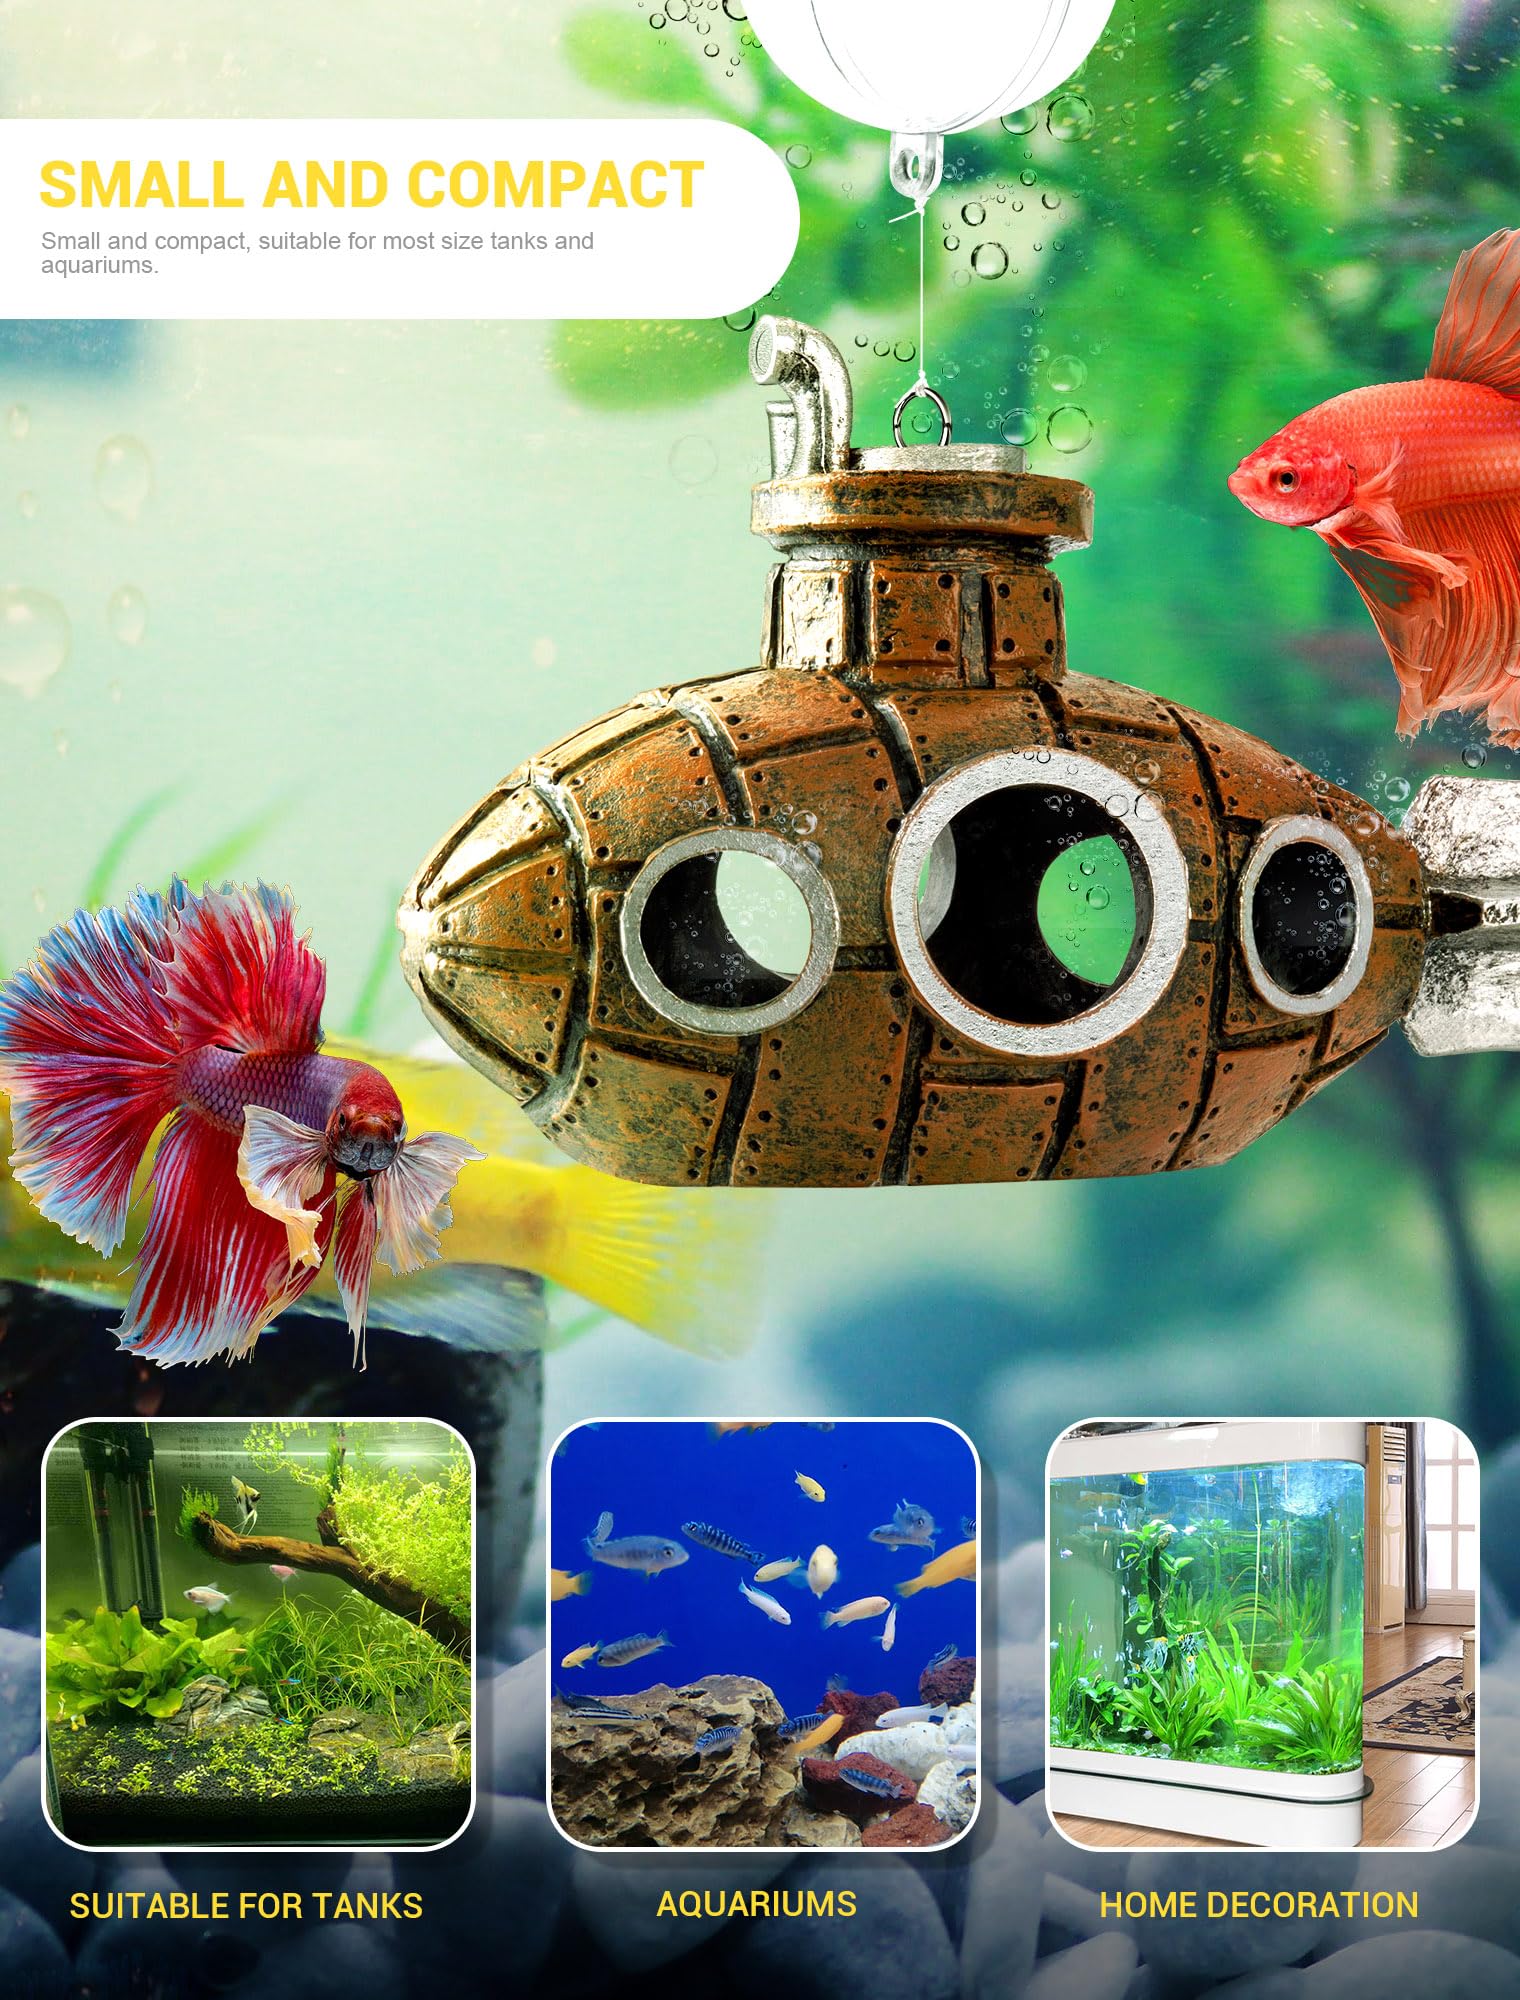 SMALL AND COMPACT
Small and compact, suitable for most size tanks and
aquariums.
SUITABLE FOR TANKS
AQUARIUMS
HOME DECORATION